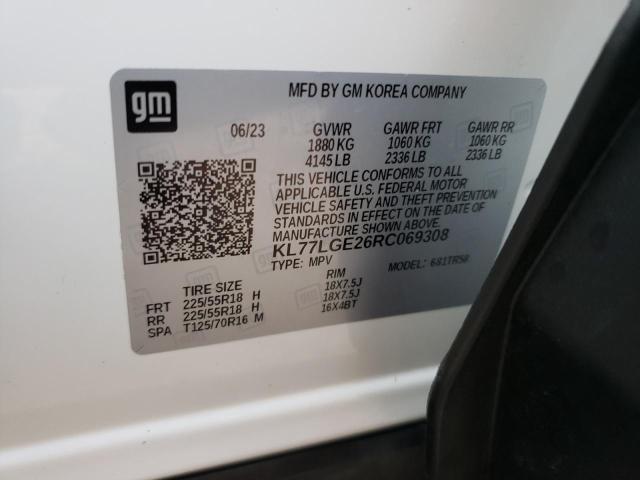 gm
MFD BY GM KOREA COMPANY
06/23 GVWR GAWR FRT GAWR RR
1880 KG 1060 KG 1060 KG
4145 LB 2336 LB 2336 LB
THIS VEHICLE CONFORMS TO ALL
APPLICABLE U.S. FEDERAL MOTOR
VEHICLE SAFETY AND THEFT PREVENTION
STANDARDS IN EFFECT ON THE DATE OF
MANUFACTURE SHOWN ABOVE.
KL77LGE26RC069308
TYPE: MPV MODEL: 681TR58
TIRE SIZE RIM
FRT 225/55R18 H 18X7.5J
RR 225/55R18 H 18X7.5J
SPA T125/70R16 M 16X4BT